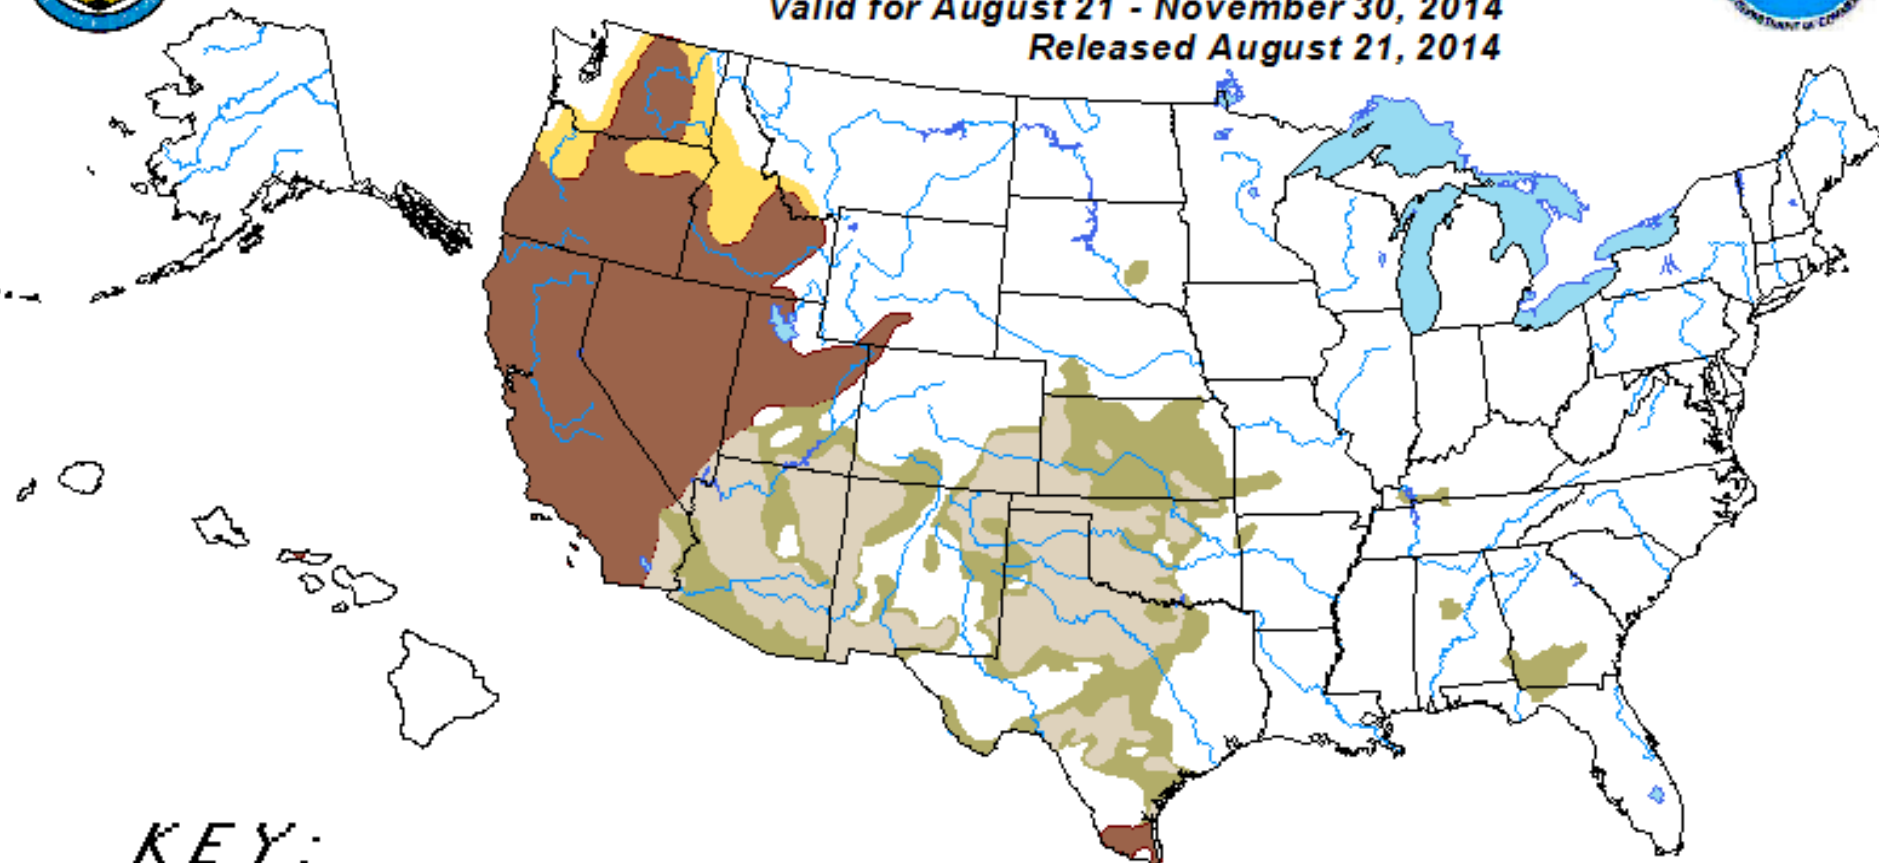 Valid for August 21 - November 30, 2014
Released August 21, 2014
KEY: